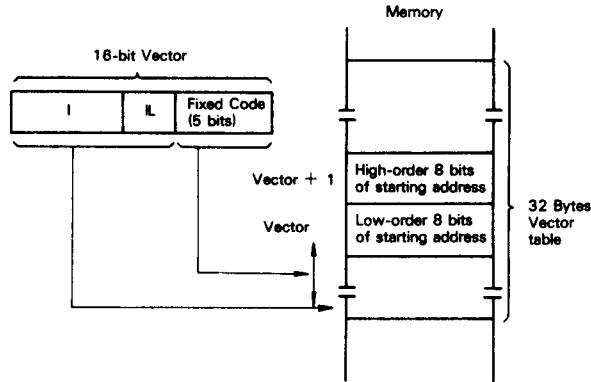 Memory
16-bit Vector
I
IL
Fixed Code
(5 bits)
Vector + 1
High-order 8 bits
of starting address
Vector
Low-order 8 bits
of starting address
32 Bytes
Vector
table